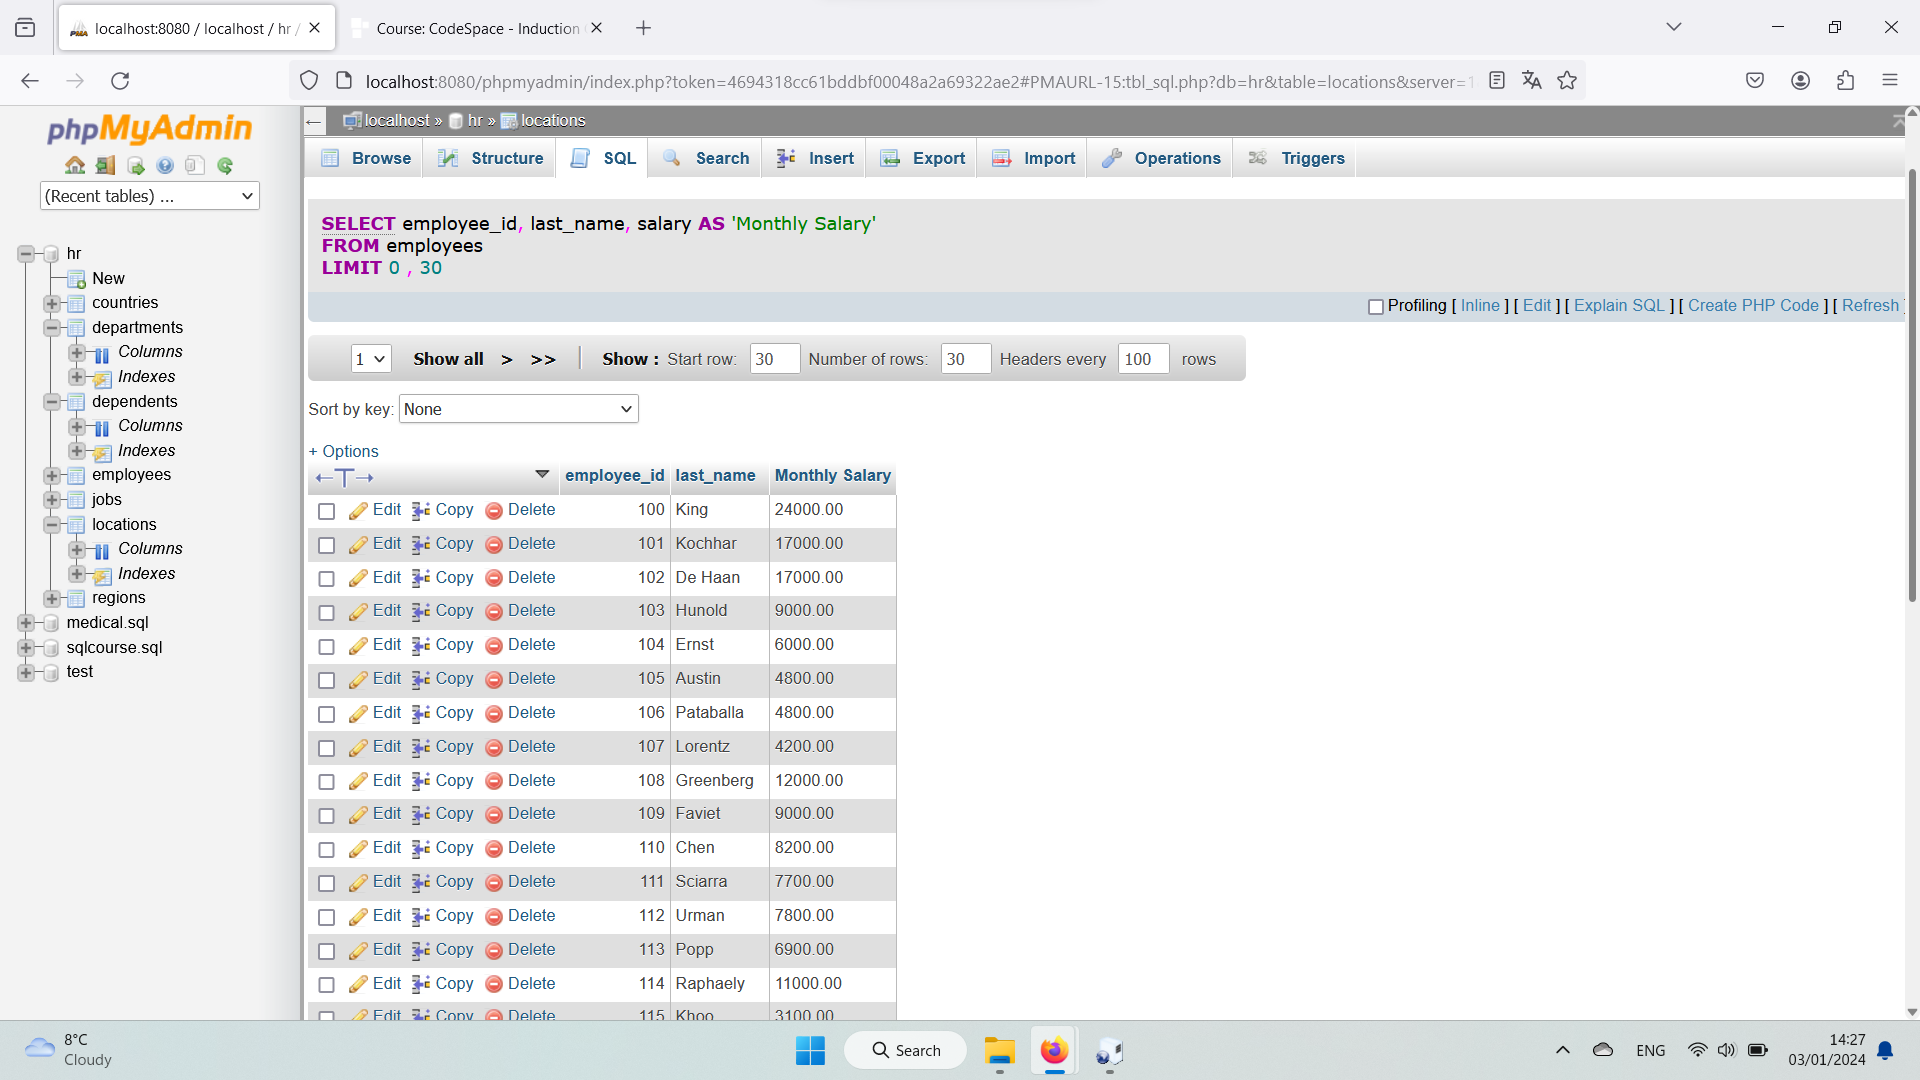 localhost:8080 / localhost / hr /
Course: CodeSpace - Induction
localhost:8080/phpmyadmin/index.php?token=4694318cc61bddbf00048a2a69322ae2#PMAURL-15:tbl_sql.php?db=hr&table=locations&server=1
phpMyAdmin
(Recent tables) ...
hr
New
countries
departments
Columns
Indexes
dependents
Columns
Indexes
employees
jobs
locations
Columns
Indexes
regions
medical.sql
sqlcourse.sql
test
localhost » hr » locations
Browse Structure SQL Search Insert Export Import Operations Triggers
SELECT employee_id, last_name, salary AS 'Monthly Salary'
FROM employees
LIMIT 0 , 30
Profiling [ Inline ] [ Edit ] [ Explain SQL ] [ Create PHP Code ] [ Refresh ]
1 Show all > >> | Show : Start row: 30 Number of rows: 30 Headers every 100 rows
Sort by key: None
+ Options
←T→ employee_id last_name Monthly Salary
Edit Copy Delete 100 King 24000.00
Edit Copy Delete 101 Kochhar 17000.00
Edit Copy Delete 102 De Haan 17000.00
Edit Copy Delete 103 Hunold 9000.00
Edit Copy Delete 104 Ernst 6000.00
Edit Copy Delete 105 Austin 4800.00
Edit Copy Delete 106 Pataballa 4800.00
Edit Copy Delete 107 Lorentz 4200.00
Edit Copy Delete 108 Greenberg 12000.00
Edit Copy Delete 109 Faviet 9000.00
Edit Copy Delete 110 Chen 8200.00
Edit Copy Delete 111 Sciarra 7700.00
Edit Copy Delete 112 Urman 7800.00
Edit Copy Delete 113 Popp 6900.00
Edit Copy Delete 114 Raphaely 11000.00
Edit Copy Delete 115 Khoo 3100.00
8°C
Cloudy
Search
ENG
14:27
03/01/2024